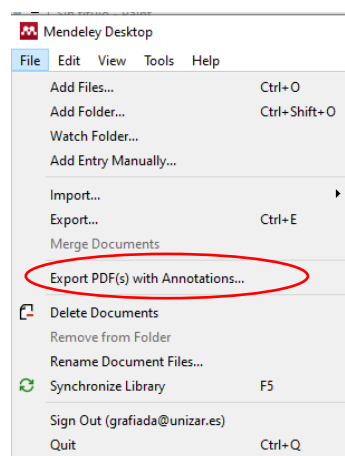 Mendeley Desktop
File Edit View Tools Help
Add Files... Ctrl+O
Add Folder... Ctrl+Shift+O
Watch Folder...
Add Entry Manually...
Import...
Export... Ctrl+E
Merge Documents
Export PDF(s) with Annotations...
Delete Documents
Remove from Folder
Rename Document Files...
Synchronize Library F5
Sign Out (grafiada@unizar.es)
Quit Ctrl+Q